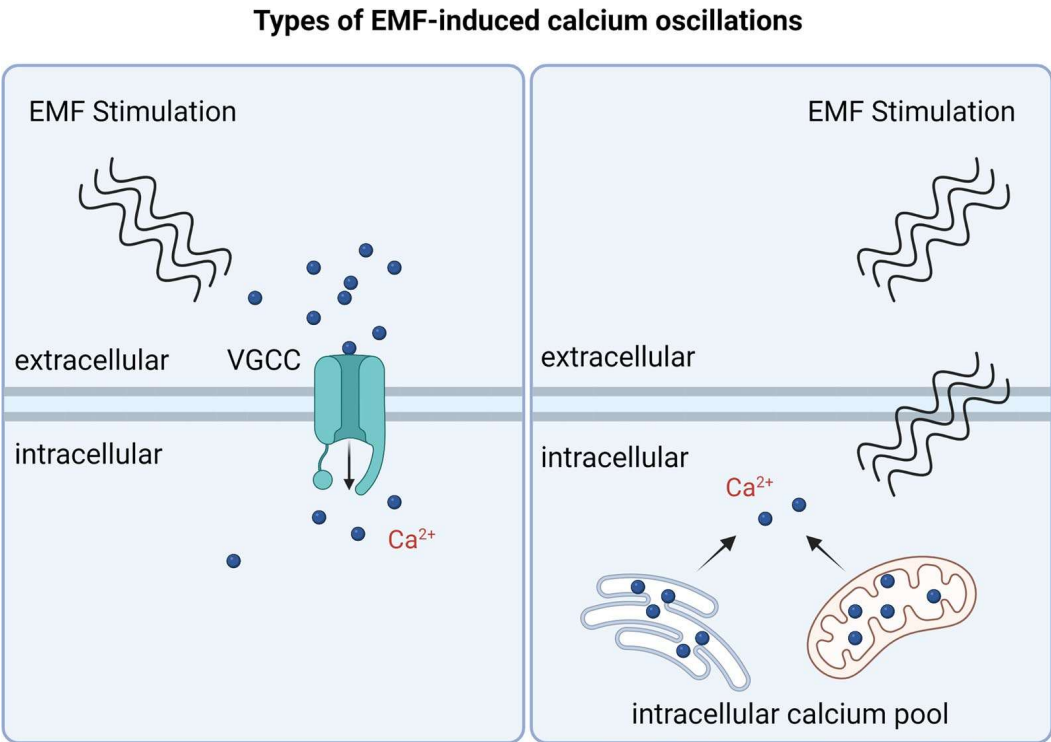 Types of EMF-induced calcium oscillations
EMF Stimulation
extracellular
VGCC
intracellular
Ca²⁺
EMF Stimulation
extracellular
intracellular
Ca²⁺
intracellular calcium pool